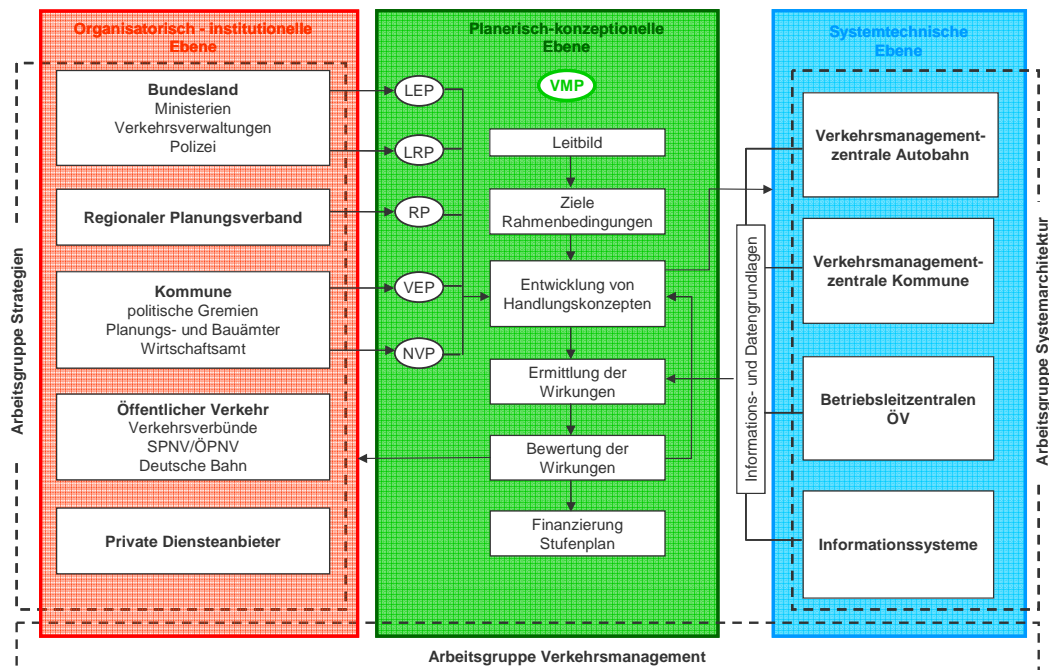 Organisatorisch - institutionelle
Ebene
Bundesland
Ministerien
Verkehrsverwaltungen
Polizei
Regionaler Planungsverband
Kommune
politische Gremien
Planungs- und Bauämter
Wirtschaftsamt
Öffentlicher Verkehr
Verkehrsverbünde
SPNV/ÖPNV
Deutsche Bahn
Private Diensteanbieter
Arbeitsgruppe Strategien
Planerisch-konzeptionelle
Ebene
VMP
LEP
LRP
RP
VEP
NVP
Leitbild
Ziele
Rahmenbedingungen
Entwicklung von
Handlungskonzepten
Ermittlung der
Wirkungen
Bewertung der
Wirkungen
Finanzierung
Stufenplan
Informations- und Datengrundlagen
Systemtechnische
Ebene
Verkehrsmanagement-
zentrale Autobahn
Verkehrsmanagement-
zentrale Kommune
Betriebsleitzentralen
ÖV
Informationssysteme
Arbeitsgruppe Systemarchitektur
Arbeitsgruppe Verkehrsmanagement